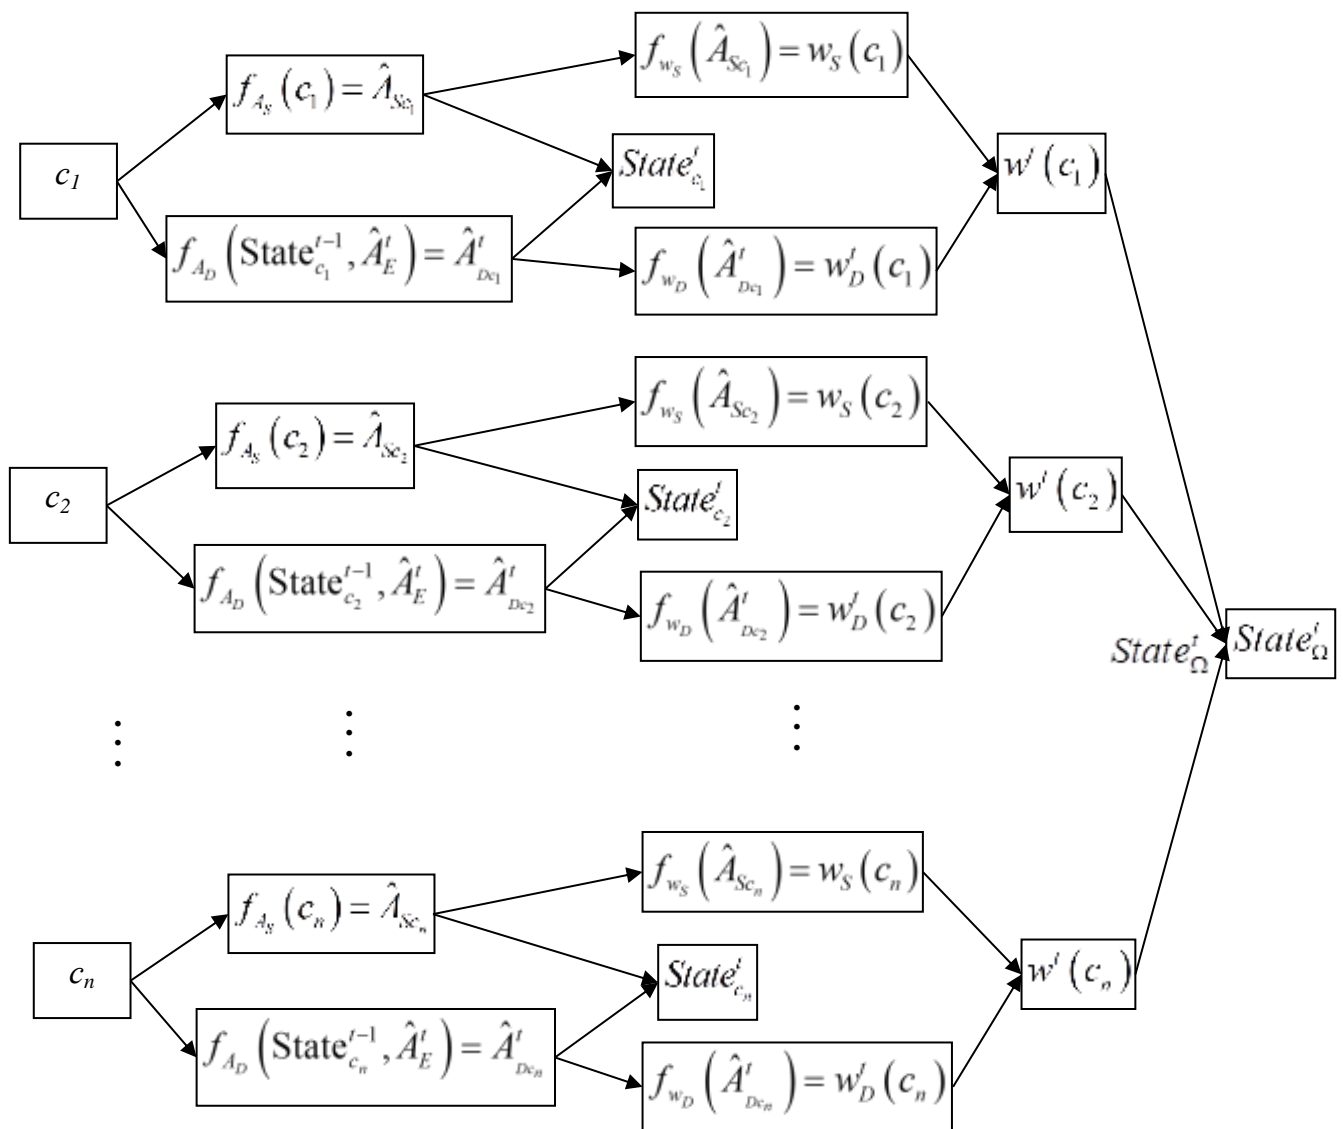 f_{w_S}(Â_{Sc_1}) = w_S(c_1)
f_{A_S}(c_1) = Â_{Sc_1}
c_1
State^t_{c_1}
w^t(c_1)
f_{A_D}(State^{t-1}_{c_1}, Â^t_E) = Â^t_{Dc_1}
f_{w_D}(Â^t_{Dc_1}) = w^t_D(c_1)
f_{w_S}(Â_{Sc_2}) = w_S(c_2)
f_{A_S}(c_2) = Â_{Sc_2}
c_2
State^t_{c_2}
w^t(c_2)
f_{A_D}(State^{t-1}_{c_2}, Â^t_E) = Â^t_{Dc_2}
f_{w_D}(Â^t_{Dc_2}) = w^t_D(c_2)
State^t_Ω
State^t_Ω
⋮ ⋮ ⋮
f_{w_S}(Â_{Sc_n}) = w_S(c_n)
f_{A_S}(c_n) = Â_{Sc_n}
c_n
State^t_{c_n}
w^t(c_n)
f_{A_D}(State^{t-1}_{c_n}, Â^t_E) = Â^t_{Dc_n}
f_{w_D}(Â^t_{Dc_n}) = w^t_D(c_n)